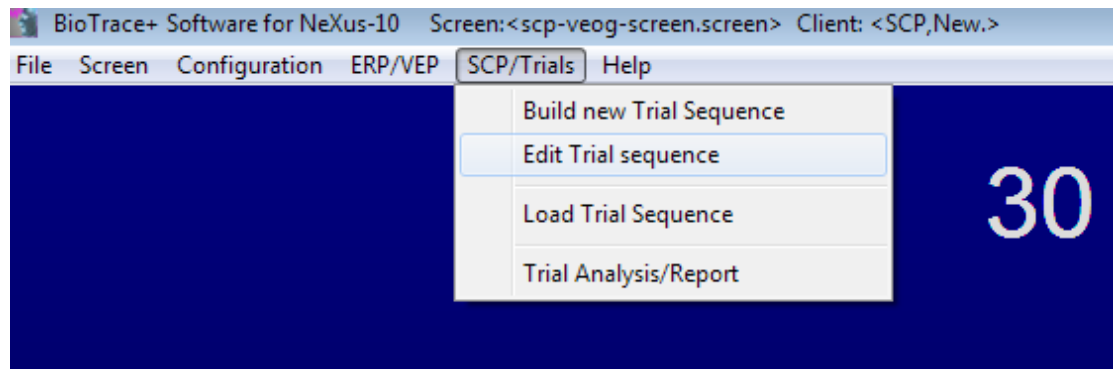 BioTrace+ Software for NeXus-10 Screen:<scp-veog-screen.screen> Client: <SCP,New.>
File Screen Configuration ERP/VEP SCP/Trials Help
Build new Trial Sequence
Edit Trial sequence
Load Trial Sequence
Trial Analysis/Report
30